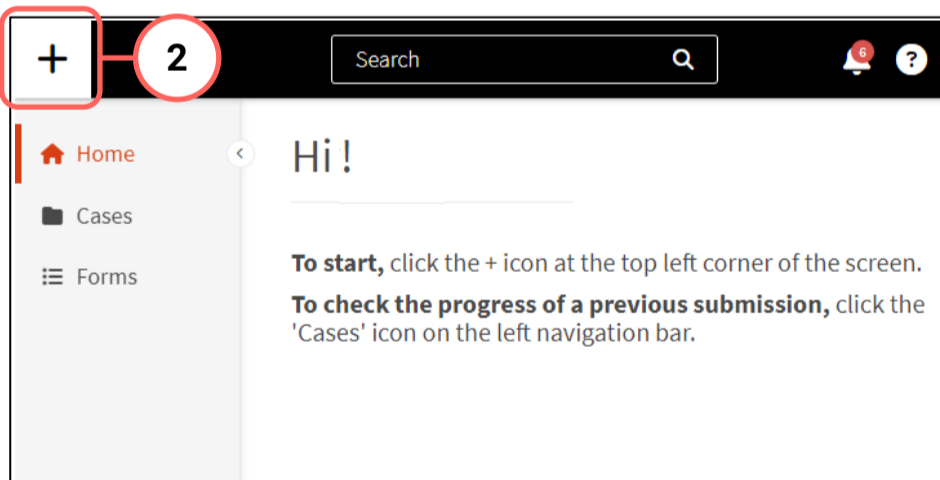 + 2 Search 6 ?
Home
Hi !
Cases
Forms
To start, click the + icon at the top left corner of the screen.
To check the progress of a previous submission, click the
'Cases' icon on the left navigation bar.